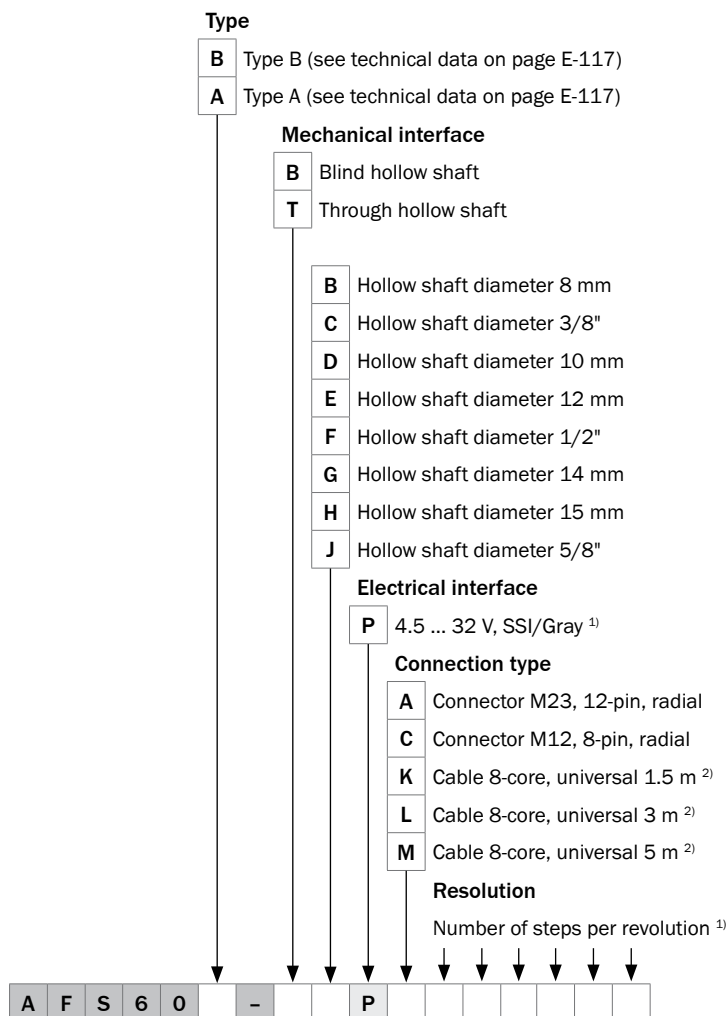 Type
B Type B (see technical data on page E-117)
A Type A (see technical data on page E-117)
Mechanical interface
B Blind hollow shaft
T Through hollow shaft
B Hollow shaft diameter 8 mm
C Hollow shaft diameter 3/8"
D Hollow shaft diameter 10 mm
E Hollow shaft diameter 12 mm
F Hollow shaft diameter 1/2"
G Hollow shaft diameter 14 mm
H Hollow shaft diameter 15 mm
J Hollow shaft diameter 5/8"
Electrical interface
P 4.5 ... 32 V, SSI/Gray 1)
Connection type
A Connector M23, 12-pin, radial
C Connector M12, 8-pin, radial
K Cable 8-core, universal 1.5 m 2)
L Cable 8-core, universal 3 m 2)
M Cable 8-core, universal 5 m 2)
Resolution
Number of steps per revolution 1)
A F S 6 0 – P